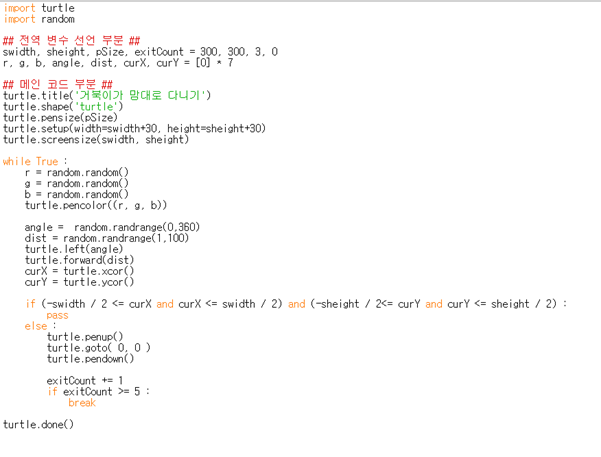 import turtle
import random

## 전역 변수 선언 부분 ##
swidth, sheight, pSize, exitCount = 300, 300, 3, 0
r, g, b, angle, dist, curX, curY = [0] * 7

## 메인 코드 부분 ##
turtle.title('거북이가 맘대로 다니기')
turtle.shape('turtle')
turtle.pensize(pSize)
turtle.setup(width=swidth+30, height=sheight+30)
turtle.screensize(swidth, sheight)

while True :
    r = random.random()
    g = random.random()
    b = random.random()
    turtle.pencolor((r, g, b))

    angle =  random.randrange(0,360)
    dist = random.randrange(1,100)
    turtle.left(angle)
    turtle.forward(dist)
    curX = turtle.xcor()
    curY = turtle.ycor()

    if (-swidth / 2 <= curX and curX <= swidth / 2) and (-sheight / 2<= curY and curY <= sheight / 2) :
        pass
    else :
        turtle.penup()
        turtle.goto( 0, 0 )
        turtle.pendown()

        exitCount += 1
        if exitCount >= 5 :
            break

turtle.done()